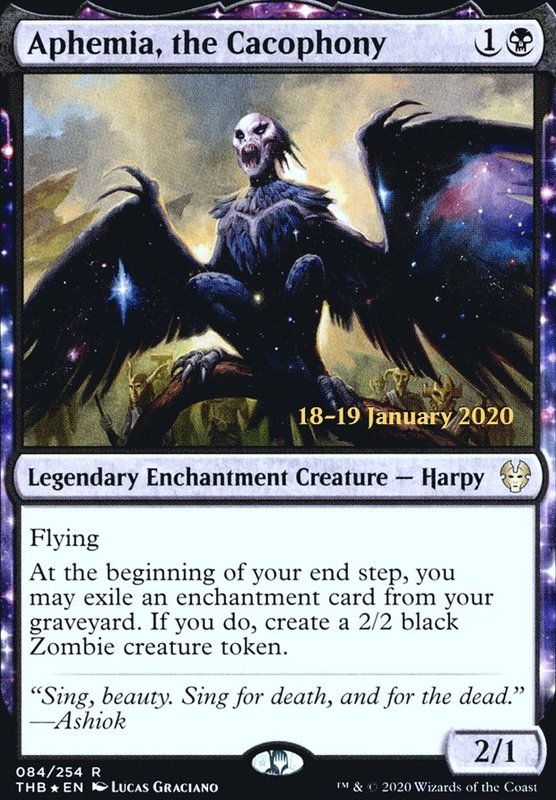 Aphemia, the Cacophony 1
18-19 January 2020
Legendary Enchantment Creature — Harpy
Flying
At the beginning of your end step, you
may exile an enchantment card from your
graveyard. If you do, create a 2/2 black
Zombie creature token.
“Sing, beauty. Sing for death, and for the dead.”
—Ashiok
2/1
084/254 R
THB★EN Lucas Graciano
™ & © 2020 Wizards of the Coast